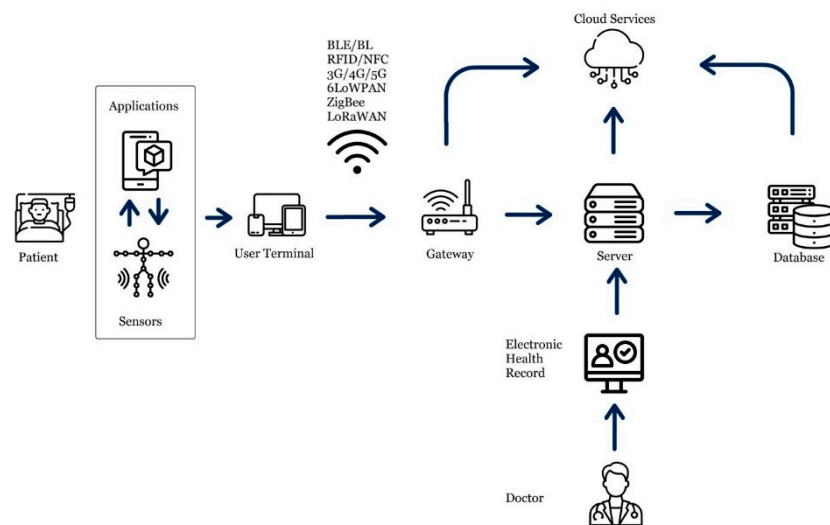 Cloud Services
BLE/BL
RFID/NFC
3G/4G/5G
6LoWPAN
ZigBee
LoRaWAN
Applications
Patient
User Terminal
Gateway
Server
Database
Sensors
Electronic
Health
Record
Doctor